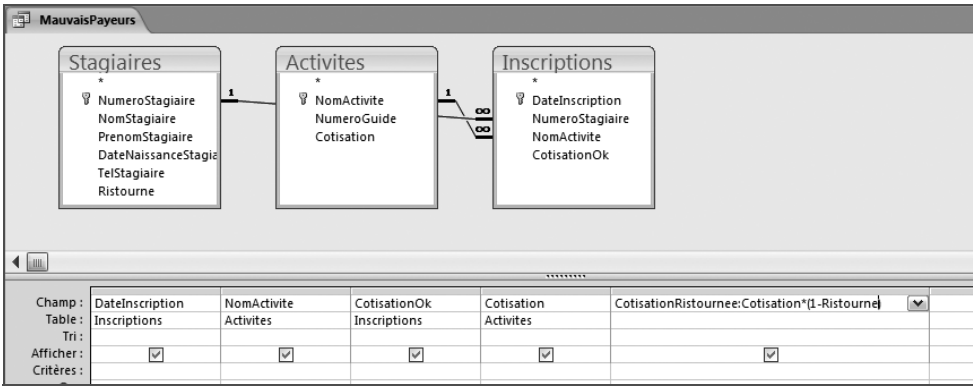 MauvaisPayeurs
Stagiaires
*
NumeroStagiaire
NomStagiaire
PrenomStagiaire
DateNaissanceStagia
TelStagiaire
Ristourne
1
Activites
*
NomActivite
NumeroGuide
Cotisation
1
∞
∞
Inscriptions
*
DateInscription
NumeroStagiaire
NomActivite
CotisationOk
Champ : DateInscription NomActivite CotisationOk Cotisation CotisationRistournee:Cotisation*(1-Ristourne)
Table : Inscriptions Activites Inscriptions Activites
Tri :
Afficher :
Critères :